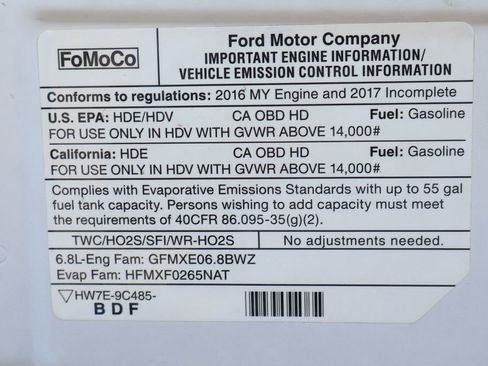 FoMoCo
Ford Motor Company
IMPORTANT ENGINE INFORMATION/
VEHICLE EMISSION CONTROL INFORMATION
Conforms to regulations: 2016 MY Engine and 2017 Incomplete
U.S. EPA: HDE/HDV CA OBD HD Fuel: Gasoline
FOR USE ONLY IN HDV WITH GVWR ABOVE 14,000#
California: HDE CA OBD HD Fuel: Gasoline
FOR USE ONLY IN HDV WITH GVWR ABOVE 14,000#
Complies with Evaporative Emissions Standards with up to 55 gal
fuel tank capacity. Persons wishing to add capacity must meet
the requirements of 40CFR 86.095-35(g)(2).
TWC/HO2S/SFI/WR-HO2S No adjustments needed.
6.8L-Eng Fam: GFMXE06.8BWZ
Evap Fam: HFMXF0265NAT
HW7E-9C485-
BDF